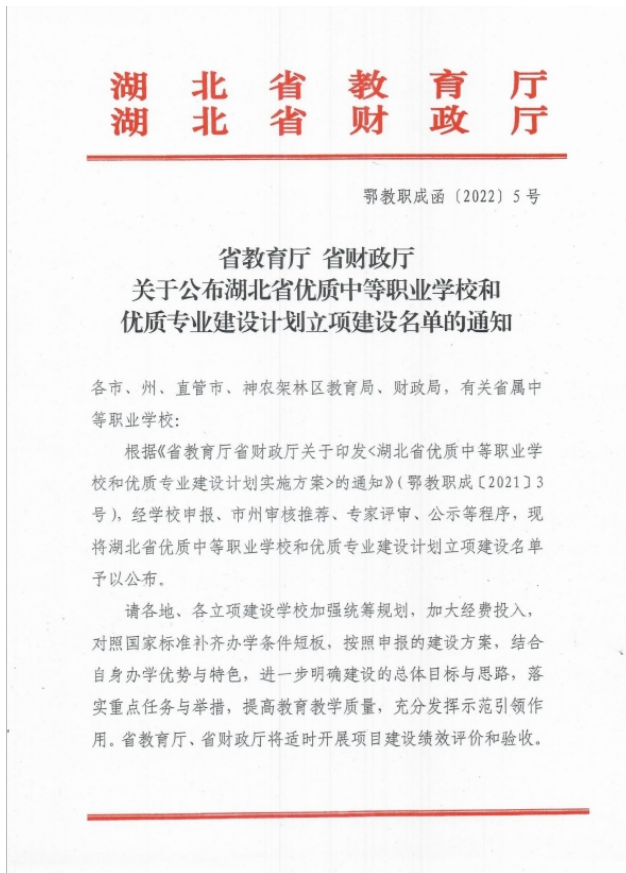 湖北省教育厅
湖北省财政厅
鄂教职成函〔2022〕5号
省教育厅 省财政厅
关于公布湖北省优质中等职业学校和
优质专业建设计划立项建设名单的通知
各市、州、直管市、神农架林区教育局、财政局，有关省属中
等职业学校：
根据《省教育厅省财政厅关于印发<湖北省优质中等职业学
校和优质专业建设计划实施方案>的通知》（鄂教职成〔2021〕3
号），经学校申报、市州审核推荐、专家评审、公示等程序，现
将湖北省优质中等职业学校和优质专业建设计划立项建设名单
予以公布。
请各地、各立项建设学校加强统筹规划，加大经费投入，
对照国家标准补齐办学条件短板，按照申报的建设方案，结合
自身办学优势与特色，进一步明确建设的总体目标与思路，落
实重点任务与举措，提高教育教学质量，充分发挥示范引领作
用。省教育厅、省财政厅将适时开展项目建设绩效评价和验收。